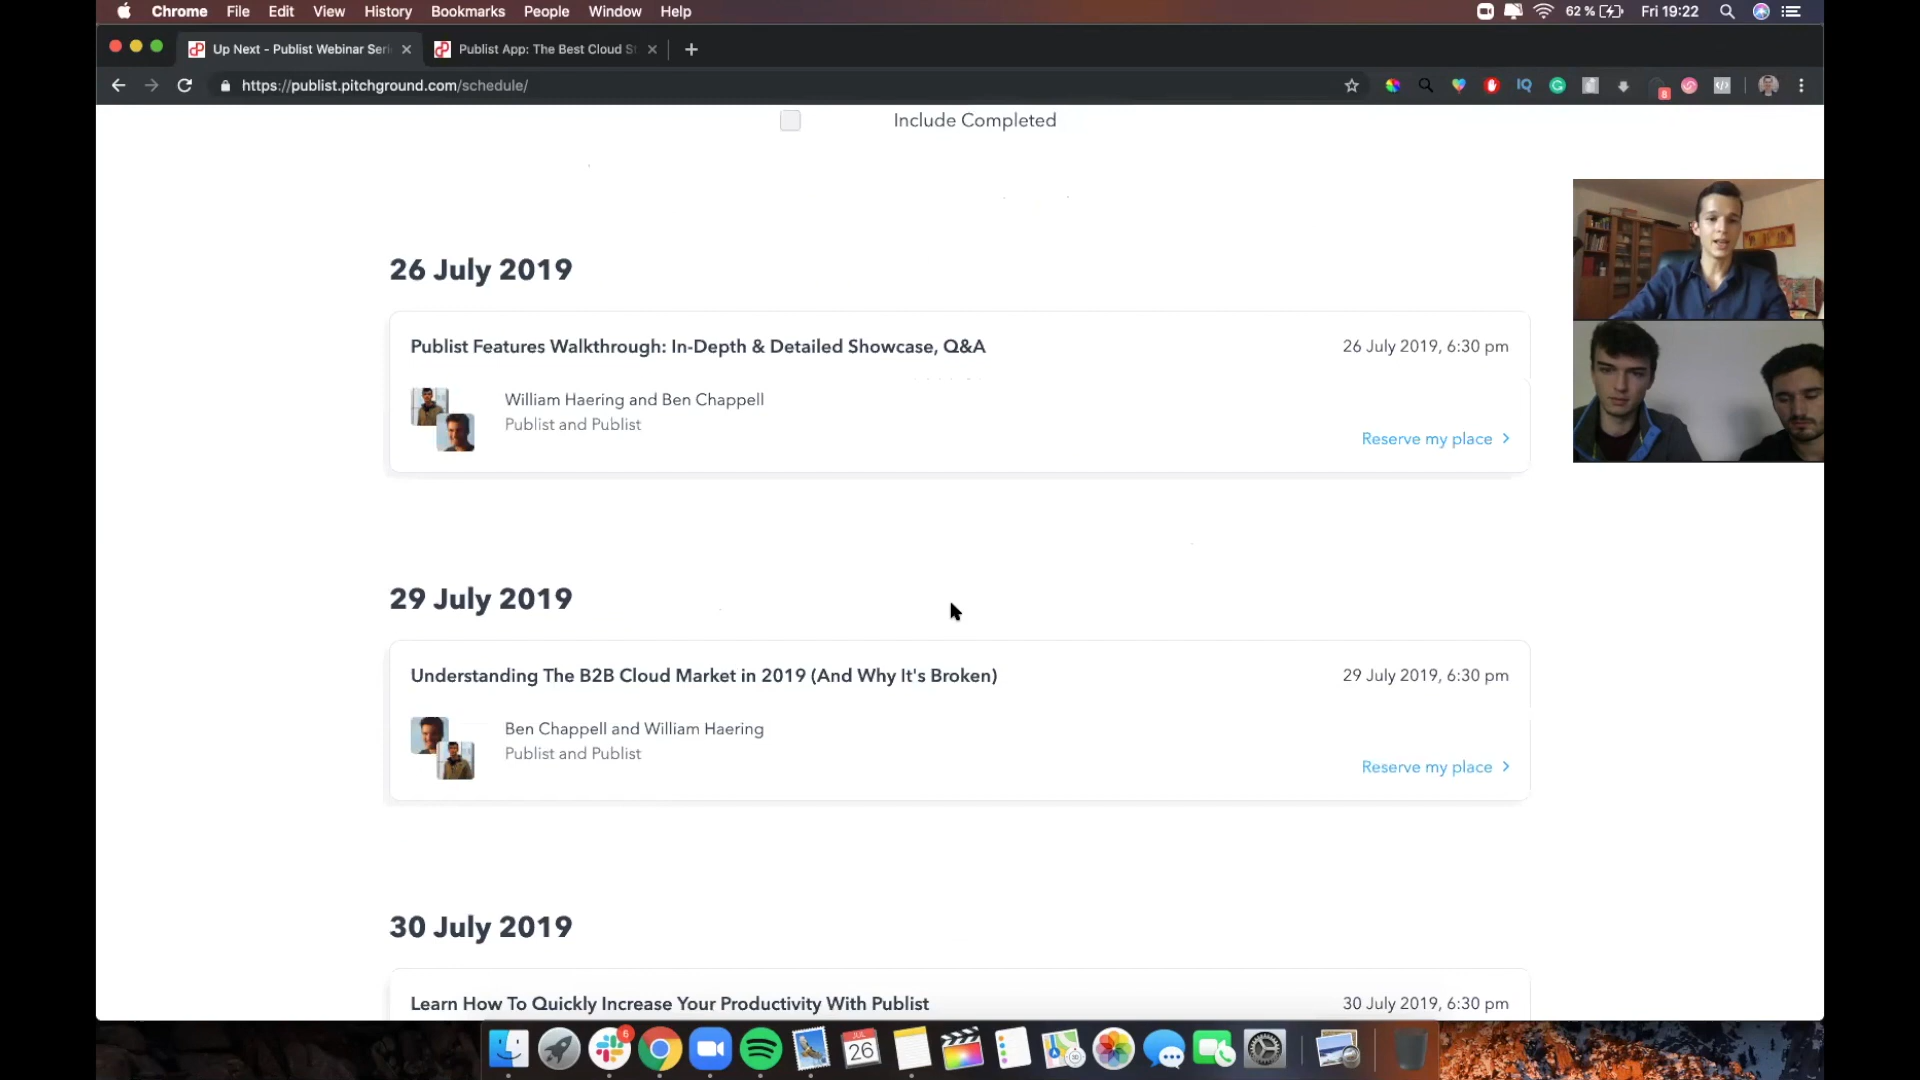 Chrome File Edit View History Bookmarks People Window Help 62 % Fri 19:22
Up Next - Publist Webinar Seri
Publist App: The Best Cloud S
https://publist.pitchground.com/schedule/
8
Include Completed
26 July 2019
Publist Features Walkthrough: In-Depth & Detailed Showcase, Q&A
26 July 2019, 6:30 pm
William Haering and Ben Chappell
Publist and Publist
Reserve my place
29 July 2019
Understanding The B2B Cloud Market in 2019 (And Why It's Broken)
29 July 2019, 6:30 pm
Ben Chappell and William Haering
Publist and Publist
Reserve my place
30 July 2019
Learn How To Quickly Increase Your Productivity With Publist
30 July 2019, 6:30 pm
6
JUL
26